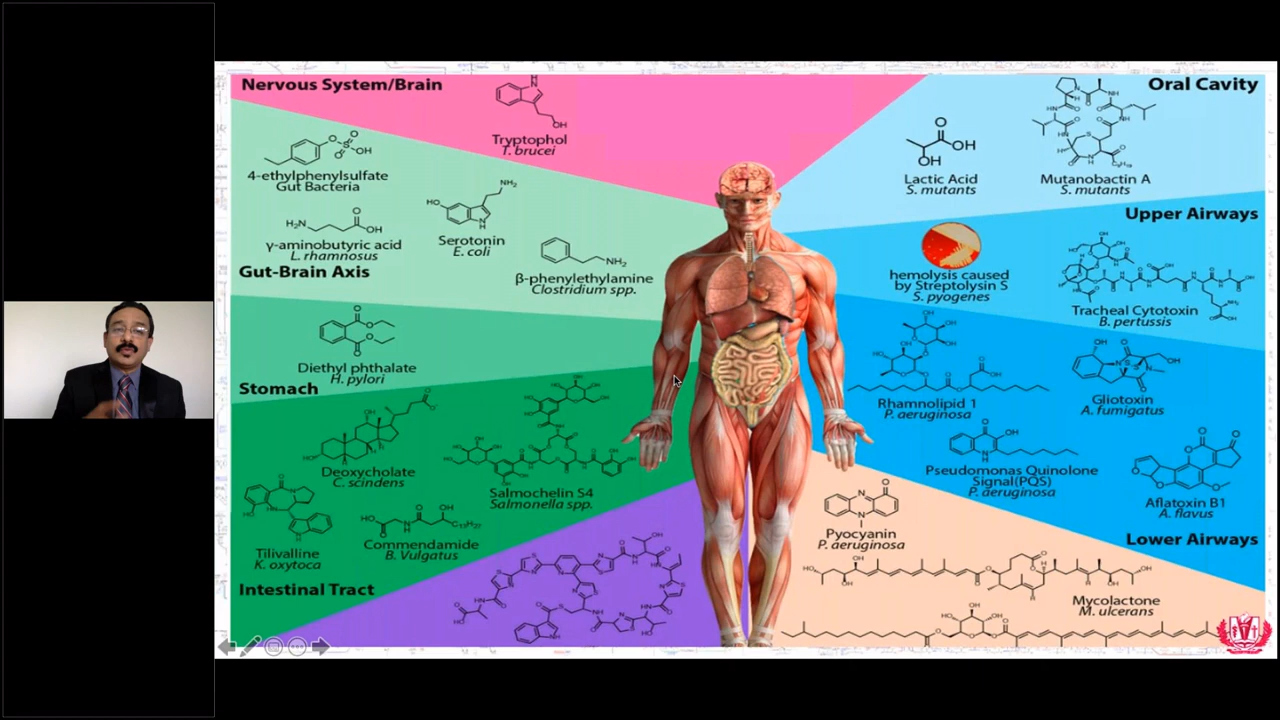 Nervous System/Brain
Tryptophol
T. brucei
4-ethylphenylsulfate
Gut Bacteria
γ-aminobutyric acid
L. rhamnosus
Serotonin
E. coli
β-phenylethylamine
Clostridium spp.
Gut-Brain Axis
Diethyl phthalate
H. pylori
Stomach
Deoxycholate
C. scindens
Salmochelin S4
Salmonella spp.
Tilivalline
K. oxytoca
Commendamide
B. Vulgatus
Intestinal Tract
Oral Cavity
Lactic Acid
S. mutants
Mutanobactin A
S. mutants
Upper Airways
hemolysis caused
by Streptolysin S
S. pyogenes
Tracheal Cytotoxin
B. pertussis
Rhamnolipid 1
P. aeruginosa
Gliotoxin
A. fumigatus
Pseudomonas Quinolone
Signal(PQS)
P. aeruginosa
Aflatoxin B1
A. flavus
Lower Airways
Pyocyanin
P. aeruginosa
Mycolactone
M. ulcerans